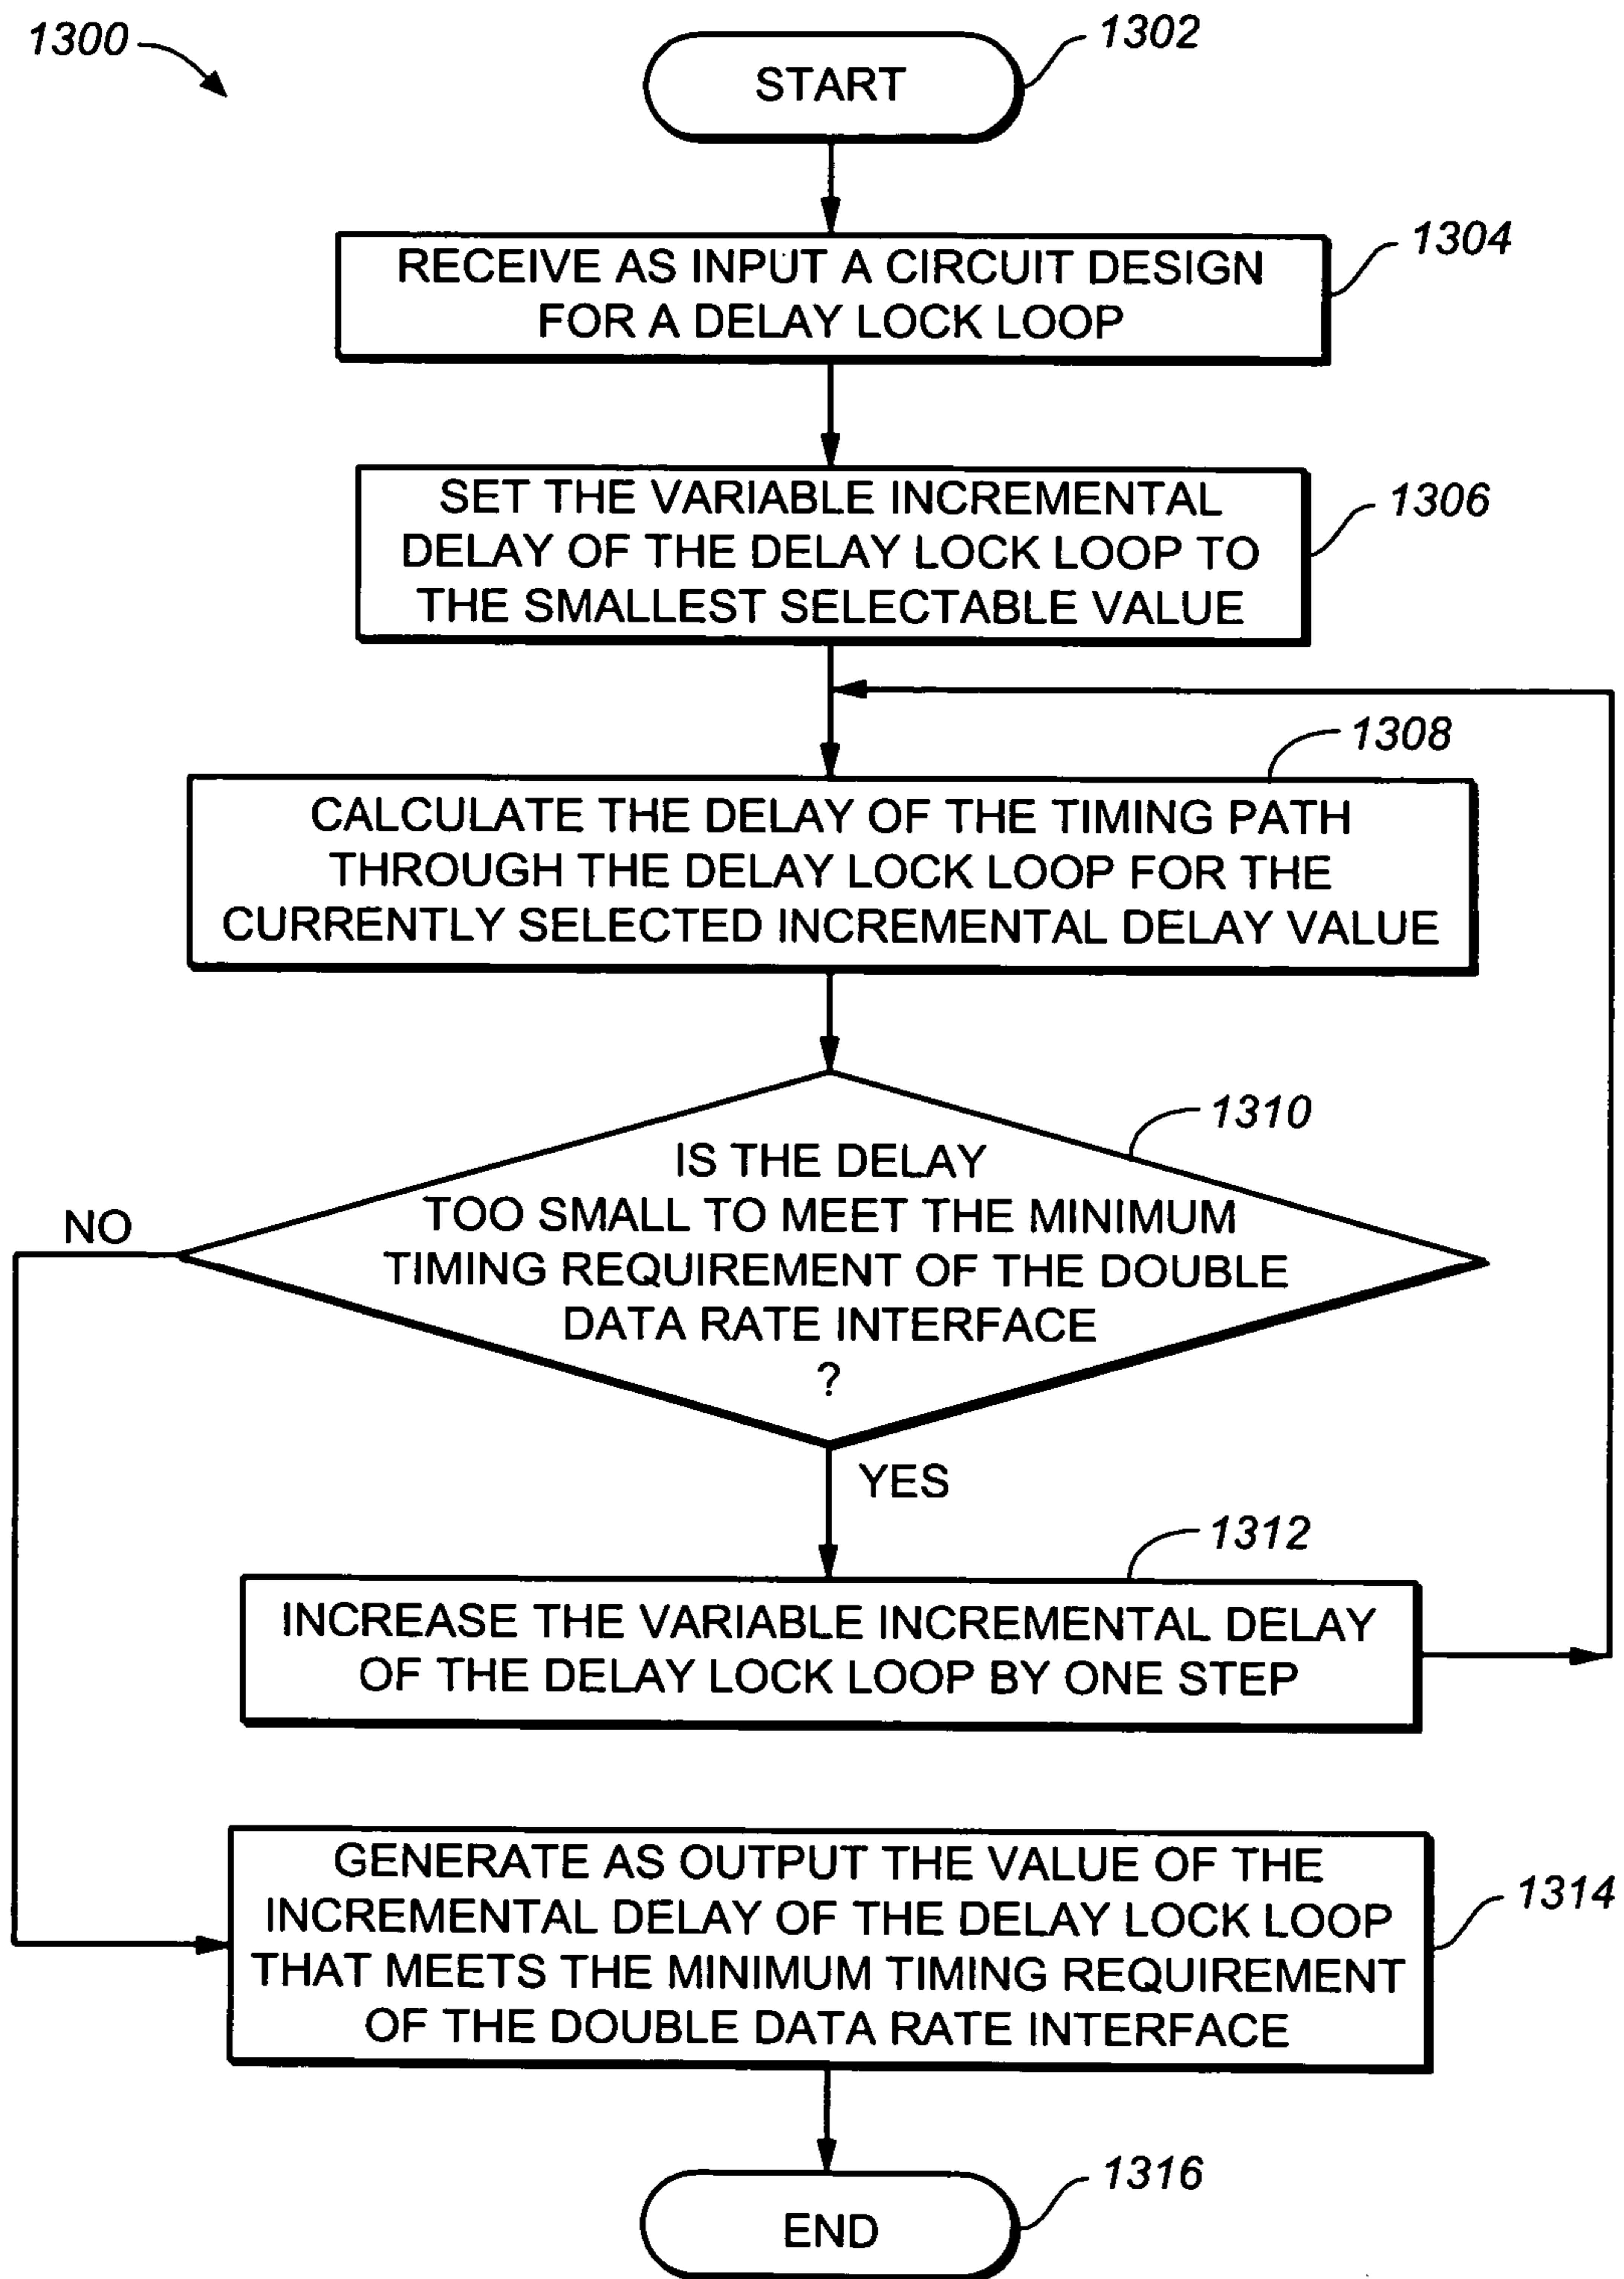 1300
START
1302
RECEIVE AS INPUT A CIRCUIT DESIGN
FOR A DELAY LOCK LOOP
1304
SET THE VARIABLE INCREMENTAL
DELAY OF THE DELAY LOCK LOOP TO
THE SMALLEST SELECTABLE VALUE
1306
1308
CALCULATE THE DELAY OF THE TIMING PATH
THROUGH THE DELAY LOCK LOOP FOR THE
CURRENTLY SELECTED INCREMENTAL DELAY VALUE
1310
IS THE DELAY
TOO SMALL TO MEET THE MINIMUM
TIMING REQUIREMENT OF THE DOUBLE
DATA RATE INTERFACE
?
NO
YES
1312
INCREASE THE VARIABLE INCREMENTAL DELAY
OF THE DELAY LOCK LOOP BY ONE STEP
GENERATE AS OUTPUT THE VALUE OF THE
INCREMENTAL DELAY OF THE DELAY LOCK LOOP
THAT MEETS THE MINIMUM TIMING REQUIREMENT
OF THE DOUBLE DATA RATE INTERFACE
1314
END
1316